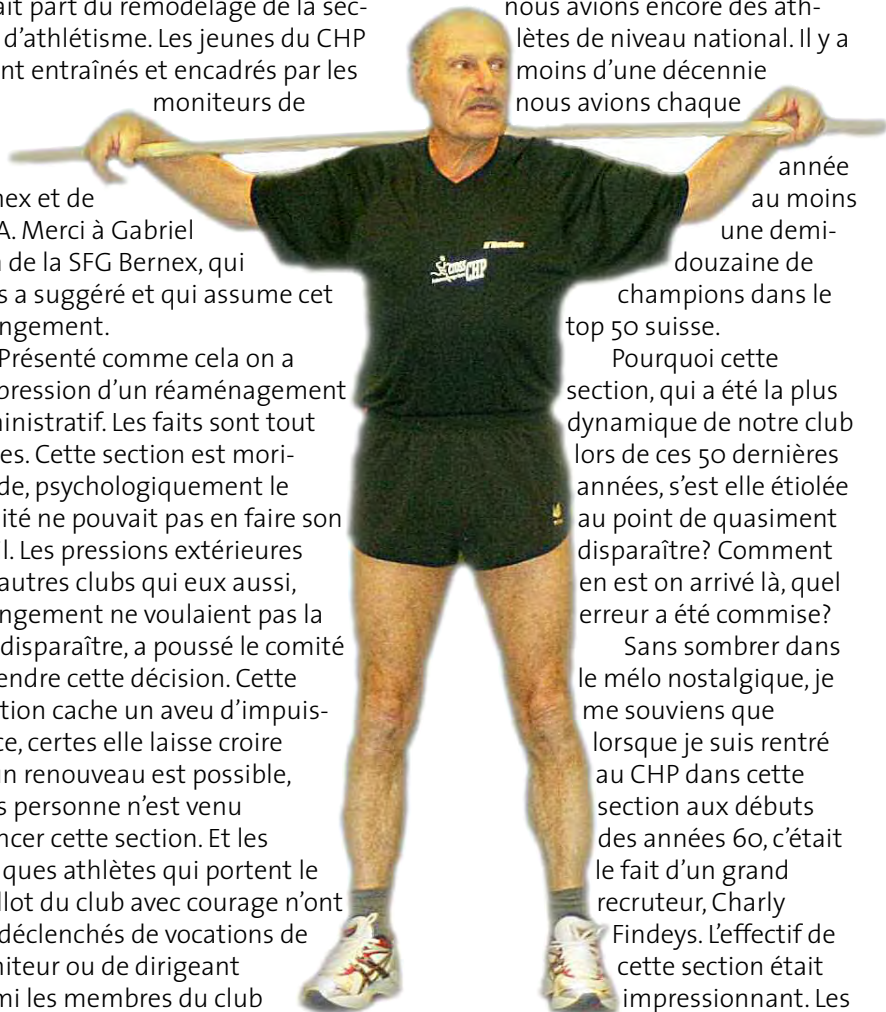 ait part du remodelage de la sec-
d’athlétisme. Les jeunes du CHP
nt entraînés et encadrés par les
moniteurs de
nex et de
A. Merci à Gabriel
de la SFG Bernex, qui
s a suggéré et qui assume cet
ngement.
Présenté comme cela on a
pression d’un réaménagement
ninistratif. Les faits sont tout
es. Cette section est mori-
de, psychologiquement le
ité ne pouvait pas en faire son
il. Les pressions extérieures
autres clubs qui eux aussi,
ngement ne voulaient pas la
disparaître, a poussé le comité
endre cette décision. Cette
tion cache un aveu d’impuis-
ce, certes elle laisse croire
un renouveau est possible,
s personne n’est venu
ncer cette section. Et les
ques athlètes qui portent le
llot du club avec courage n’ont
déclenchés de vocations de
niteur ou de dirigeant
mi les membres du club
nous avions encore des ath-
lètes de niveau national. Il y a
moins d’une décennie
nous avions chaque
année
au moins
une demi-
douzaine de
champions dans le
top 50 suisse.
Pourquoi cette
section, qui a été la plus
dynamique de notre club
lors de ces 50 dernières
années, s’est elle étiolée
au point de quasiment
disparaître? Comment
en est on arrivé là, quel
erreur a été commise?
Sans sombrer dans
le mélo nostalgique, je
me souviens que
lorsque je suis rentré
au CHP dans cette
section aux débuts
des années 60, c’était
le fait d’un grand
recruteur, Charly
Findeys. L’effectif de
cette section était
impressionnant. Les
CHP